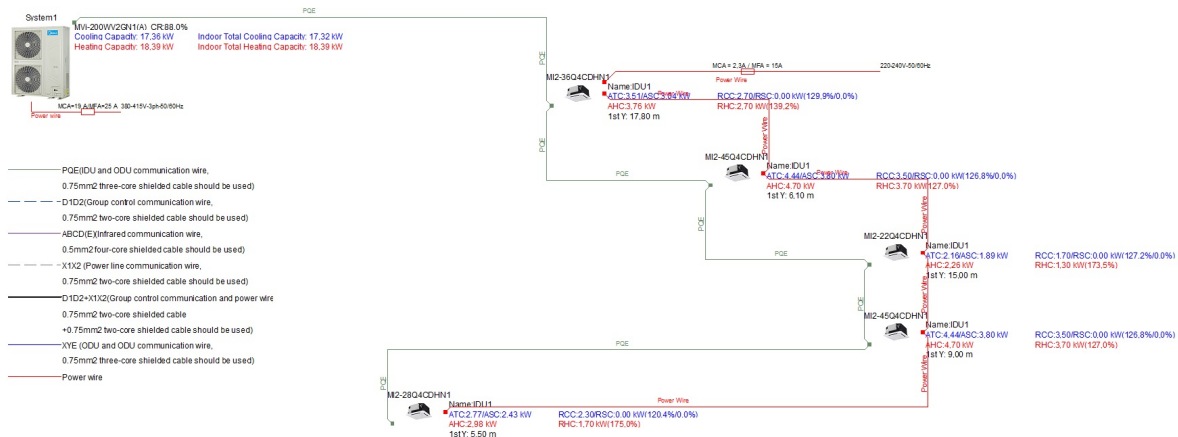 System1
PQE
MVi-200WV2GN1(A) CR:88.0%
Cooling Capacity: 17,36 kW Indoor Total Cooling Capacity: 17,32 kW
Heating Capacity: 18,39 kW Indoor Total Heating Capacity: 18,39 kW
MCA=19 A/MFA=25 A 380-415V-3ph-50/60Hz
Power wire
PQE
MI2-36Q4CDHN1
MCA = 2,3A / MFA = 15A
220-240V-50/60Hz
Power Wire
Name:IDU1
ATC:3.51/ASC:3.04 kW RCC:2.70/RSC:0.00 kW(129,9%/0,0%)
Power Wire
AHC:3,76 kW RHC:2,70 kW(139,2%)
1st Y: 17,80 m
PQE
Power Wire
MI2-45Q4CDHN1
PQE
Name:IDU1
ATC:4.44/ASC:3.80 kW RCC:3.50/RSC:0.00 kW (126,8%/0,0%)
Power Wire
AHC:4,70 kW RHC:3,70 kW(127,0%)
1st Y: 6,10 m
Power Wire
PQE
MI2-22Q4CDHN1
PQE
Name:IDU1
ATC:2.16/ASC:1.89 kW RCC:1.70/RSC:0.00 kW(127,2%/0,0%)
AHC:2,26 kW RHC:1,30 kW(173,5%)
1st Y: 15,00 m
Power Wire
PQE
MI2-45Q4CDHN1
Name:IDU1
ATC:4.44/ASC:3.80 kW RCC:3.50/RSC:0.00 kW (126,8%/0,0%)
AHC:4,70 kW RHC:3,70 kW(127,0%)
1st Y: 9,00 m
PQE
Power Wire
PQE
MI2-28Q4CDHN1
Power Wire
Name:IDU1
ATC:2.77/ASC:2.43 kW RCC:2.30/RSC:0.00 kW(120,4%/0,0%)
AHC:2,98 kW RHC:1,70 kW(175,0%)
1st Y: 5,50 m
PQE(IDU and ODU communication wire,
0.75mm2 three-core shielded cable should be used)
D1D2(Group control communication wire,
0.75mm2 two-core shielded cable should be used)
ABCD(E)(Infrared communication wire,
0.5mm2 four-core shielded cable should be used)
X1X2 (Power line communication wire,
0.75mm2 two-core shielded cable should be used)
D1D2+X1X2(Group control communication and power wire
0.75mm2 two-core shielded cable
+0.75mm2 two-core shielded cable should be used)
XYE (ODU and ODU communication wire,
0.75mm2 three-core shielded cable should be used)
Power wire